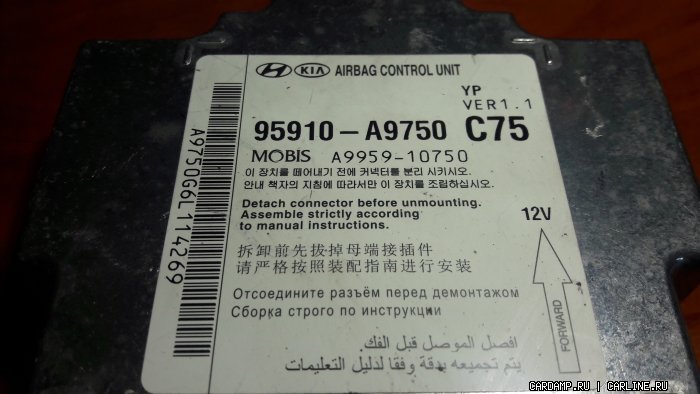 HYUNDAI KIA AIRBAG CONTROL UNIT
YP
VER1.1
95910-A9750 C75
MOBIS A9959-10750
이 장치를 떼어내기 전에 커넥터를 분리 시키시오.
안내 책자의 지침에 따라서만 이 장치를 조립하십시오.
Detach connector before unmounting.
Assemble strictly according
to manual instructions.
12V
拆卸前先拔掉母端接插件
请严格按照装配指南进行安装
Отсоедините разъём перед демонтажом
Сборка строго по инструкции
افصل الموصل قبل الفك.
يتم تجميعه بدقة وفقا لدليل التعليمات
FORWARD
A9750G6L114269
CARDAMP.RU | CARLINE.RU